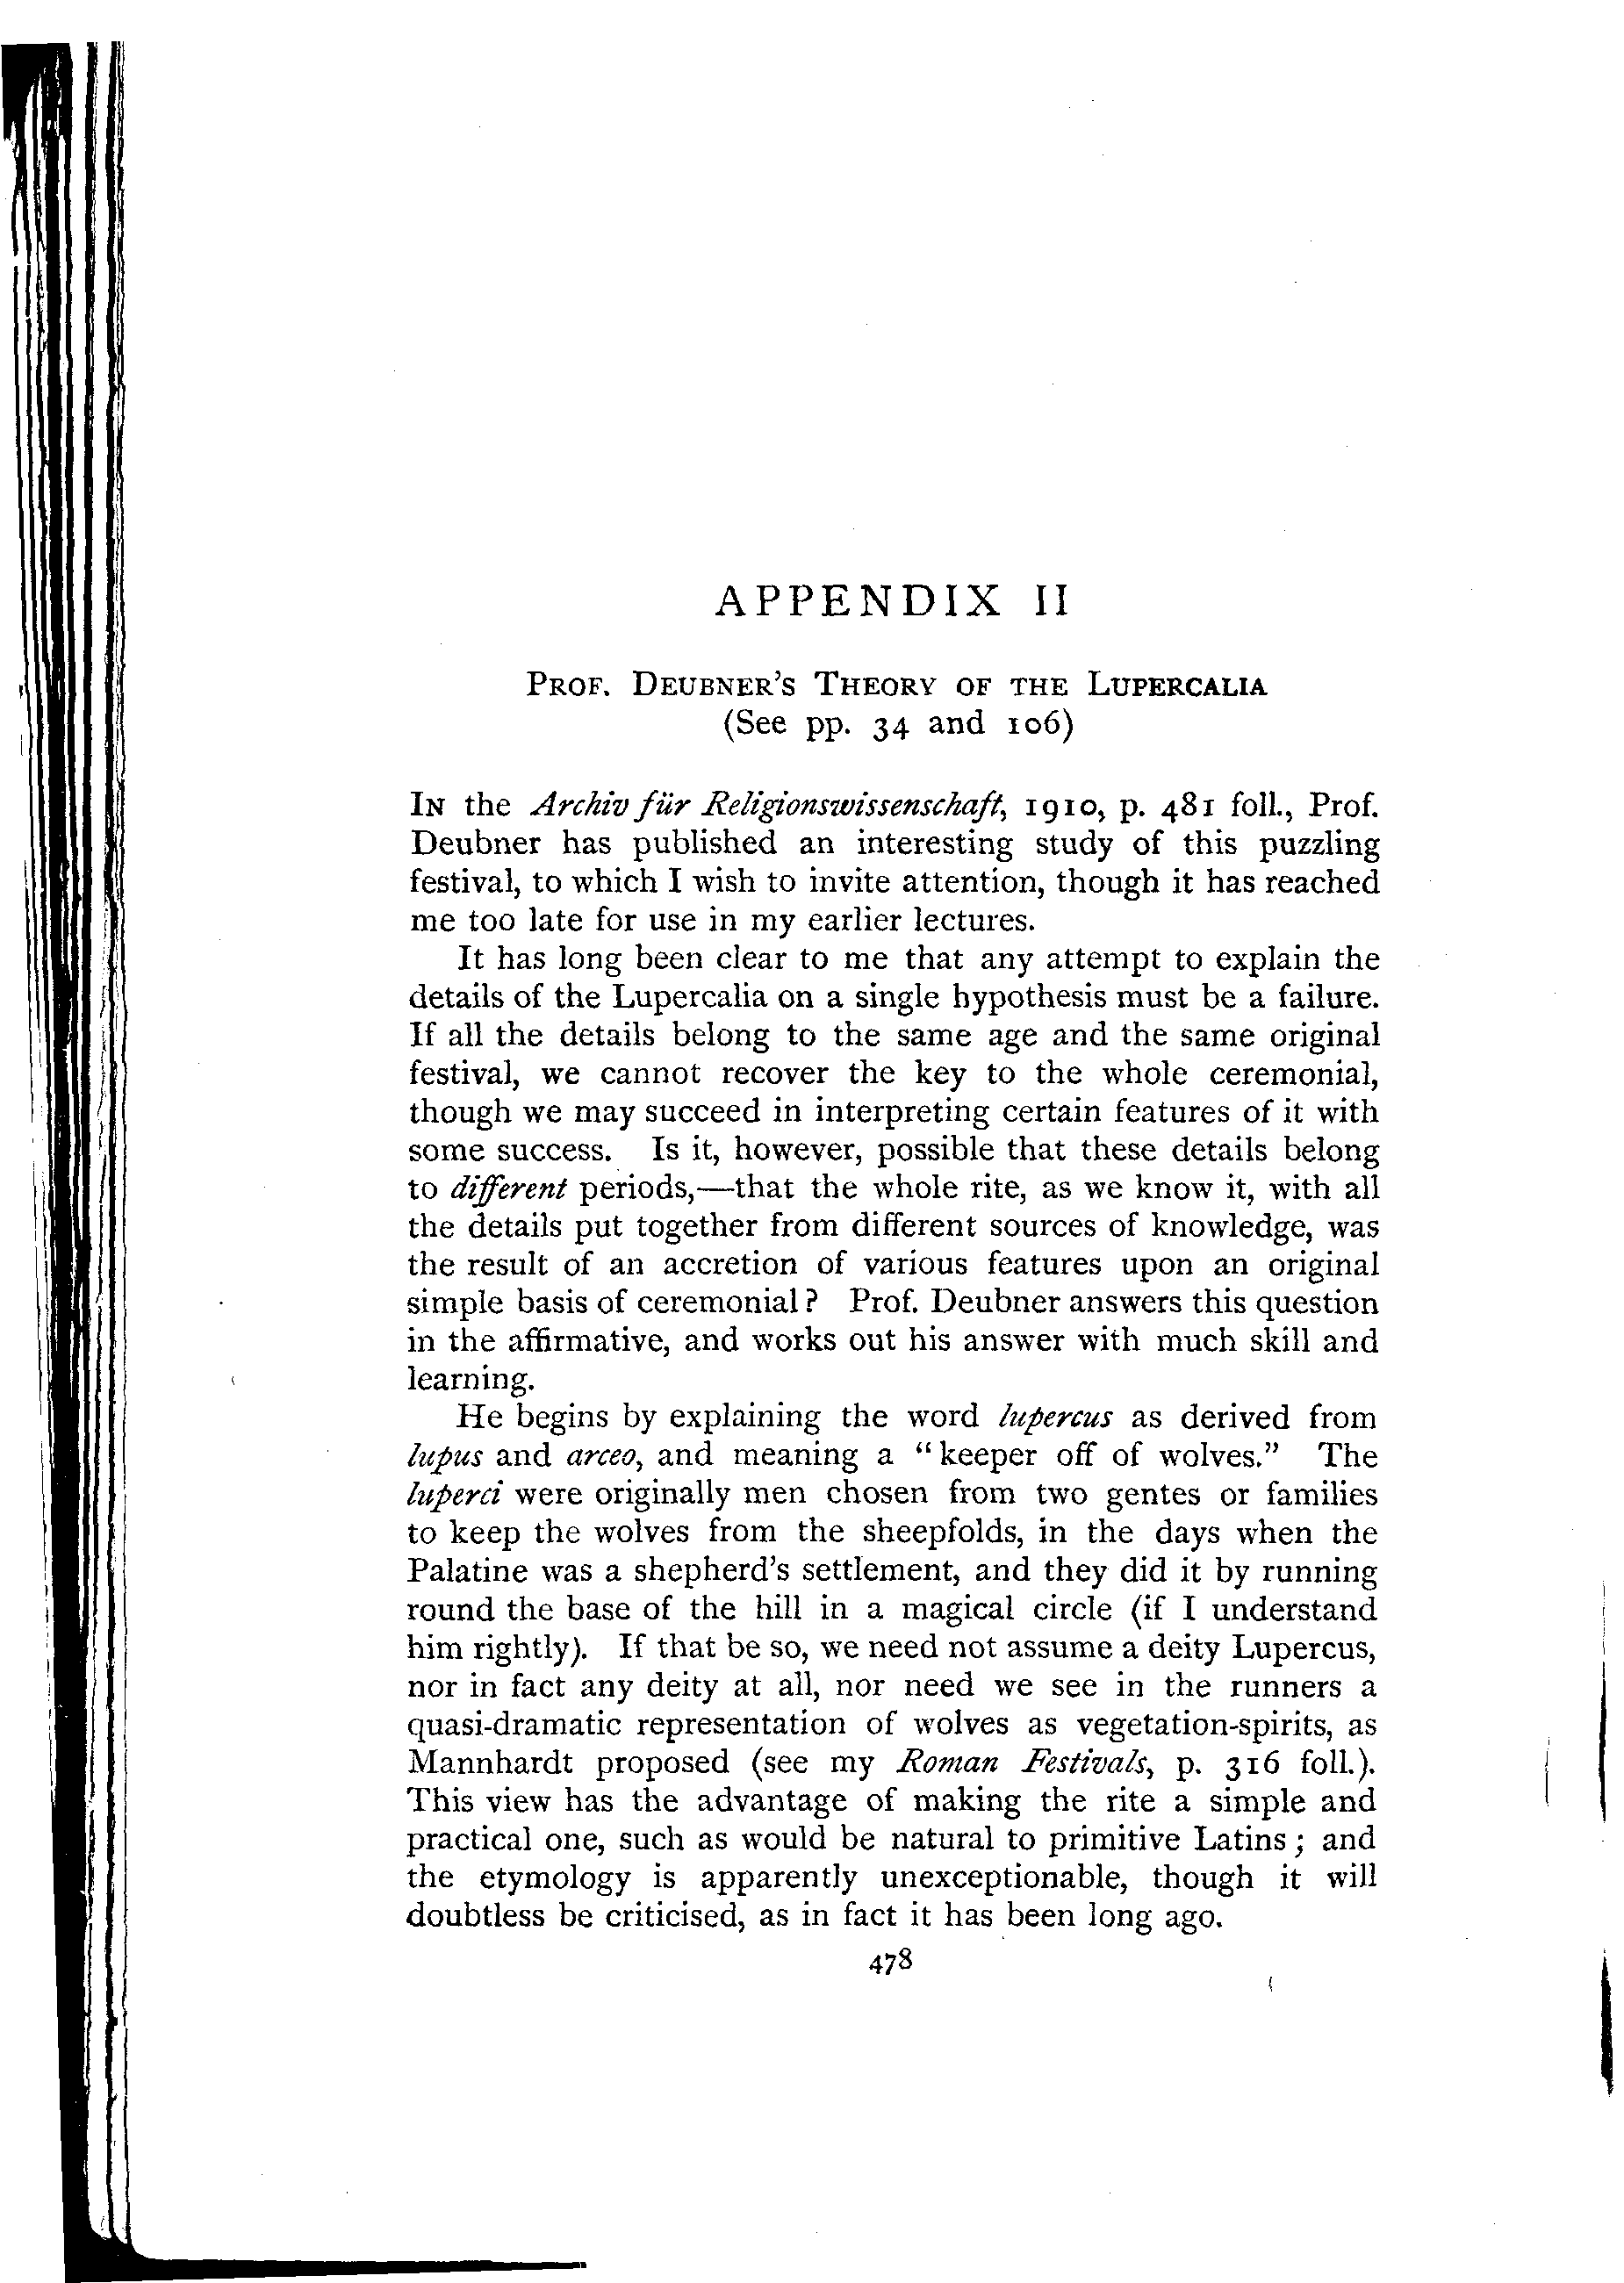 APPENDIX II
PROF. DEUBNER'S THEORY OF THE LUPERCALIA
(See pp. 34 and 106)
IN the Archiv für Religionswissenschaft, 1910, p. 481 foll., Prof.
Deubner has published an interesting study of this puzzling
festival, to which I wish to invite attention, though it has reached
me too late for use in my earlier lectures.
It has long been clear to me that any attempt to explain the
details of the Lupercalia on a single hypothesis must be a failure.
If all the details belong to the same age and the same original
festival, we cannot recover the key to the whole ceremonial,
though we may succeed in interpreting certain features of it with
some success. Is it, however, possible that these details belong
to different periods,—that the whole rite, as we know it, with all
the details put together from different sources of knowledge, was
the result of an accretion of various features upon an original
simple basis of ceremonial? Prof. Deubner answers this question
in the affirmative, and works out his answer with much skill and
learning.
He begins by explaining the word lupercus as derived from
lupus and arceo, and meaning a "keeper off of wolves." The
luperci were originally men chosen from two gentes or families
to keep the wolves from the sheepfolds, in the days when the
Palatine was a shepherd's settlement, and they did it by running
round the base of the hill in a magical circle (if I understand
him rightly). If that be so, we need not assume a deity Lupercus,
nor in fact any deity at all, nor need we see in the runners a
quasi-dramatic representation of wolves as vegetation-spirits, as
Mannhardt proposed (see my Roman Festivals, p. 316 foll.).
This view has the advantage of making the rite a simple and
practical one, such as would be natural to primitive Latins; and
the etymology is apparently unexceptionable, though it will
doubtless be criticised, as in fact it has been long ago.
478